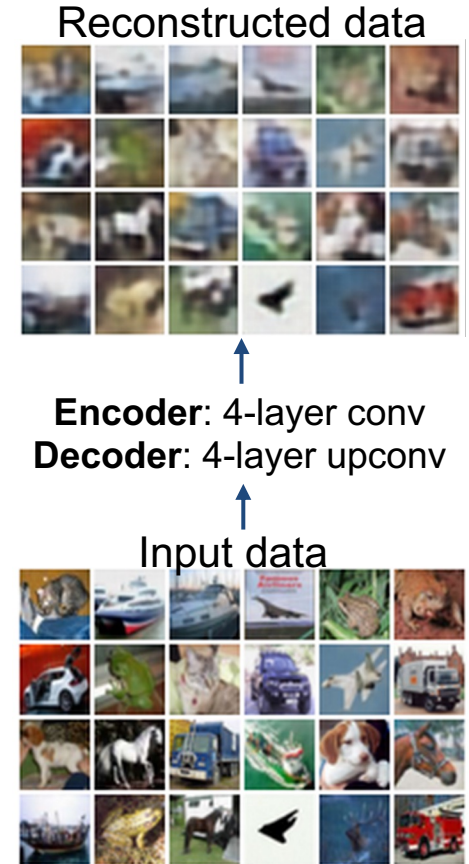 Reconstructed data
Encoder: 4-layer conv
Decoder: 4-layer upconv
Input data